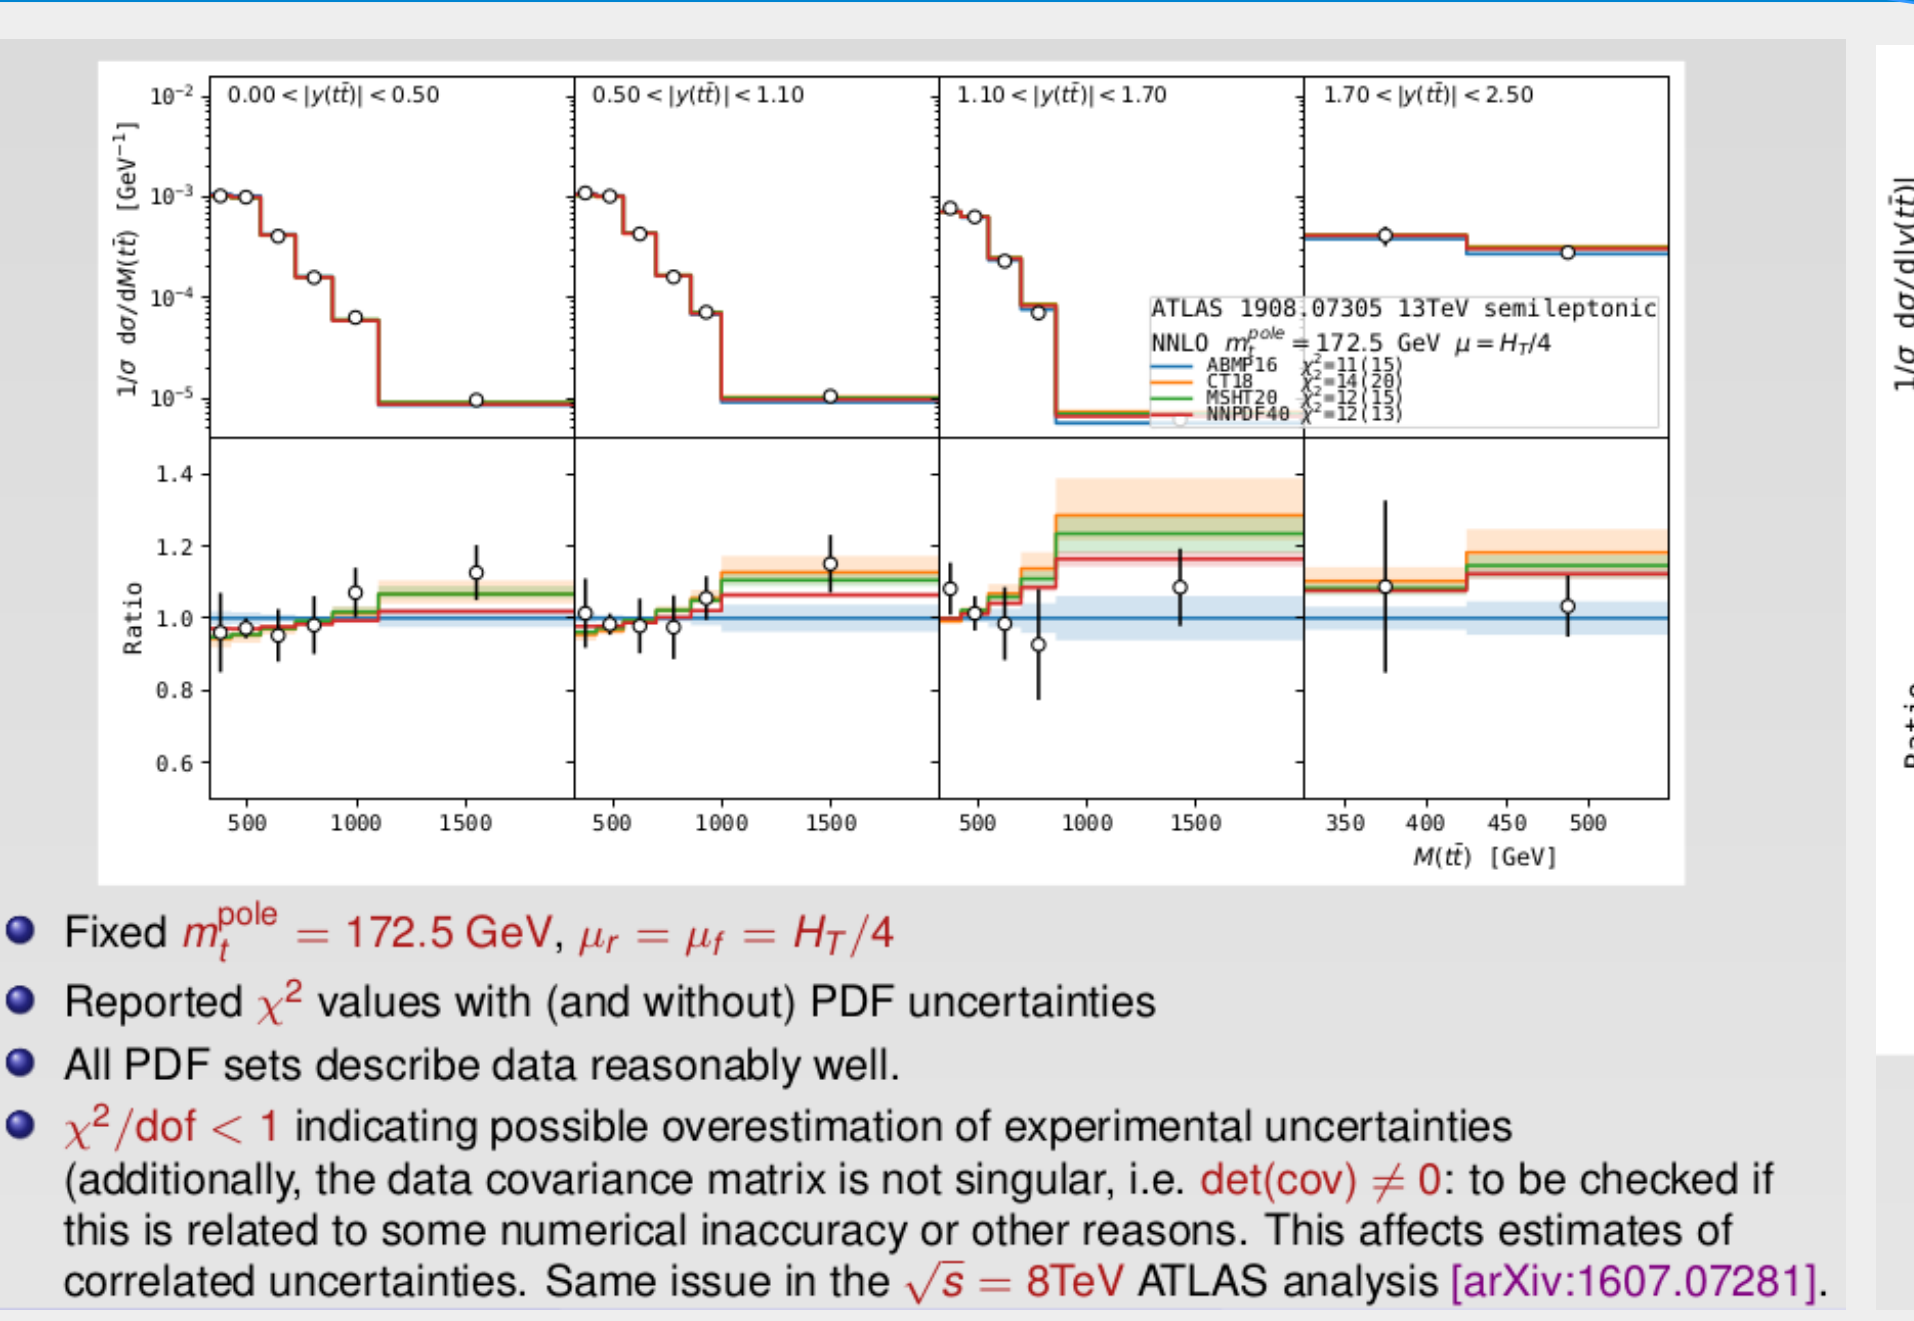 0.00 < |y(tt̄)| < 0.50
0.50 < |y(tt̄)| < 1.10
1.10 < |y(tt̄)| < 1.70
1.70 < |y(tt̄)| < 2.50
1/σ dσ/dM(tt̄) [GeV⁻¹]
10⁻²
10⁻³
10⁻⁴
10⁻⁵
ATLAS 1908.07305 13TeV semileptonic
NNLO m_t^pole = 172.5 GeV μ = H_T/4
ABMP16 χ²=11(15)
CT18 χ²=14(20)
MSHT20 χ²=12(15)
NNPDF40 χ²=12(13)
Ratio
1.4
1.2
1.0
0.8
0.6
500 1000 1500
500 1000 1500
500 1000 1500
350 400 450 500
M(tt̄) [GeV]
1/σ dσ/d|y(tt̄)|
Ratio
Fixed m_t^pole = 172.5 GeV, μ_r = μ_f = H_T/4
Reported χ² values with (and without) PDF uncertainties
All PDF sets describe data reasonably well.
χ²/dof < 1 indicating possible overestimation of experimental uncertainties
(additionally, the data covariance matrix is not singular, i.e. det(cov) ≠ 0: to be checked if
this is related to some numerical inaccuracy or other reasons. This affects estimates of
correlated uncertainties. Same issue in the √s = 8TeV ATLAS analysis [arXiv:1607.07281].